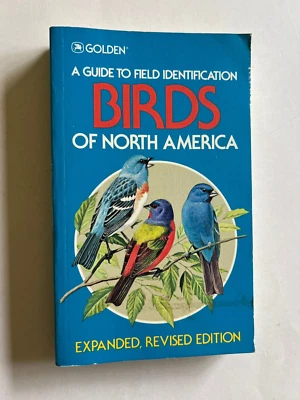 GOLDEN®
A GUIDE TO FIELD IDENTIFICATION
BIRDS
OF NORTH AMERICA
EXPANDED, REVISED EDITION